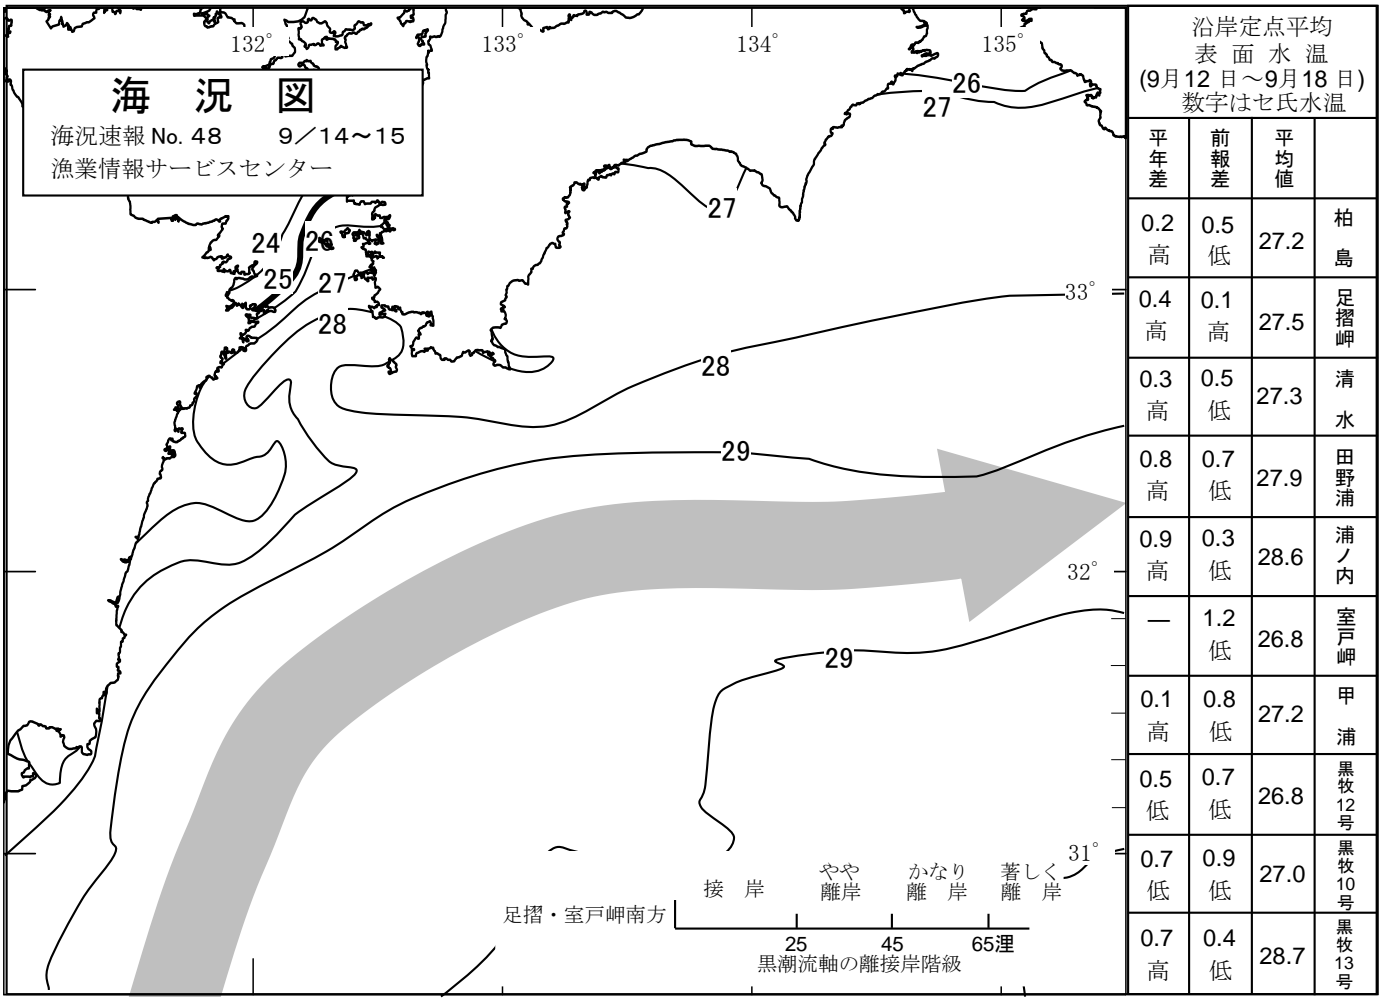 132°
133°
134°
135°
海 況 図
海況速報 No. 48 9／14～15
漁業情報サービスセンター
26
27
27
24
26
25
27
28
33°
28
29
32°
29
31°
接 岸
やや
離岸
かなり
離 岸
著しく
離 岸
足摺・室戸岬南方
25 45 65浬
黒潮流軸の離接岸階級
沿岸定点平均
表 面 水 温
(9月12 日～9月18 日)
数字はセ氏水温
平年差 前報差 平均値
0.2高 0.5低 27.2 柏島
0.4高 0.1高 27.5 足摺岬
0.3高 0.5低 27.3 清水
0.8高 0.7低 27.9 田野浦
0.9高 0.3低 28.6 浦ノ内
— 1.2低 26.8 室戸岬
0.1高 0.8低 27.2 甲浦
0.5低 0.7低 26.8 黒牧12号
0.7低 0.9低 27.0 黒牧10号
0.7高 0.4低 28.7 黒牧13号